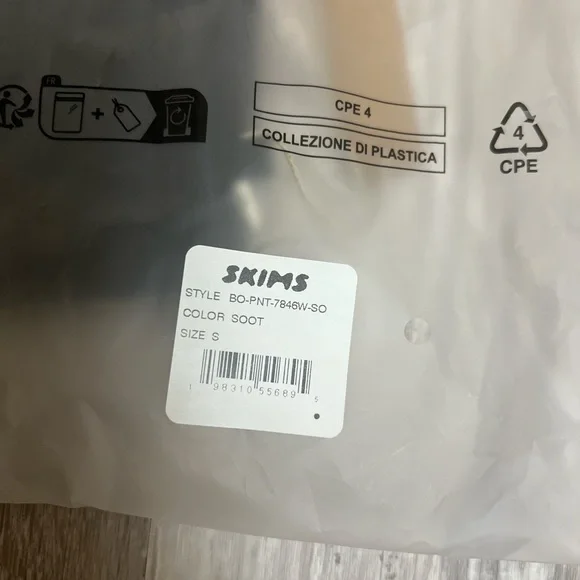 FR
+
CPE 4
COLLEZIONE DI PLASTICA
4
CPE
SKIMS
STYLE BO-PNT-7846W-SO
COLOR SOOT
SIZE S
1 98910 55689 5